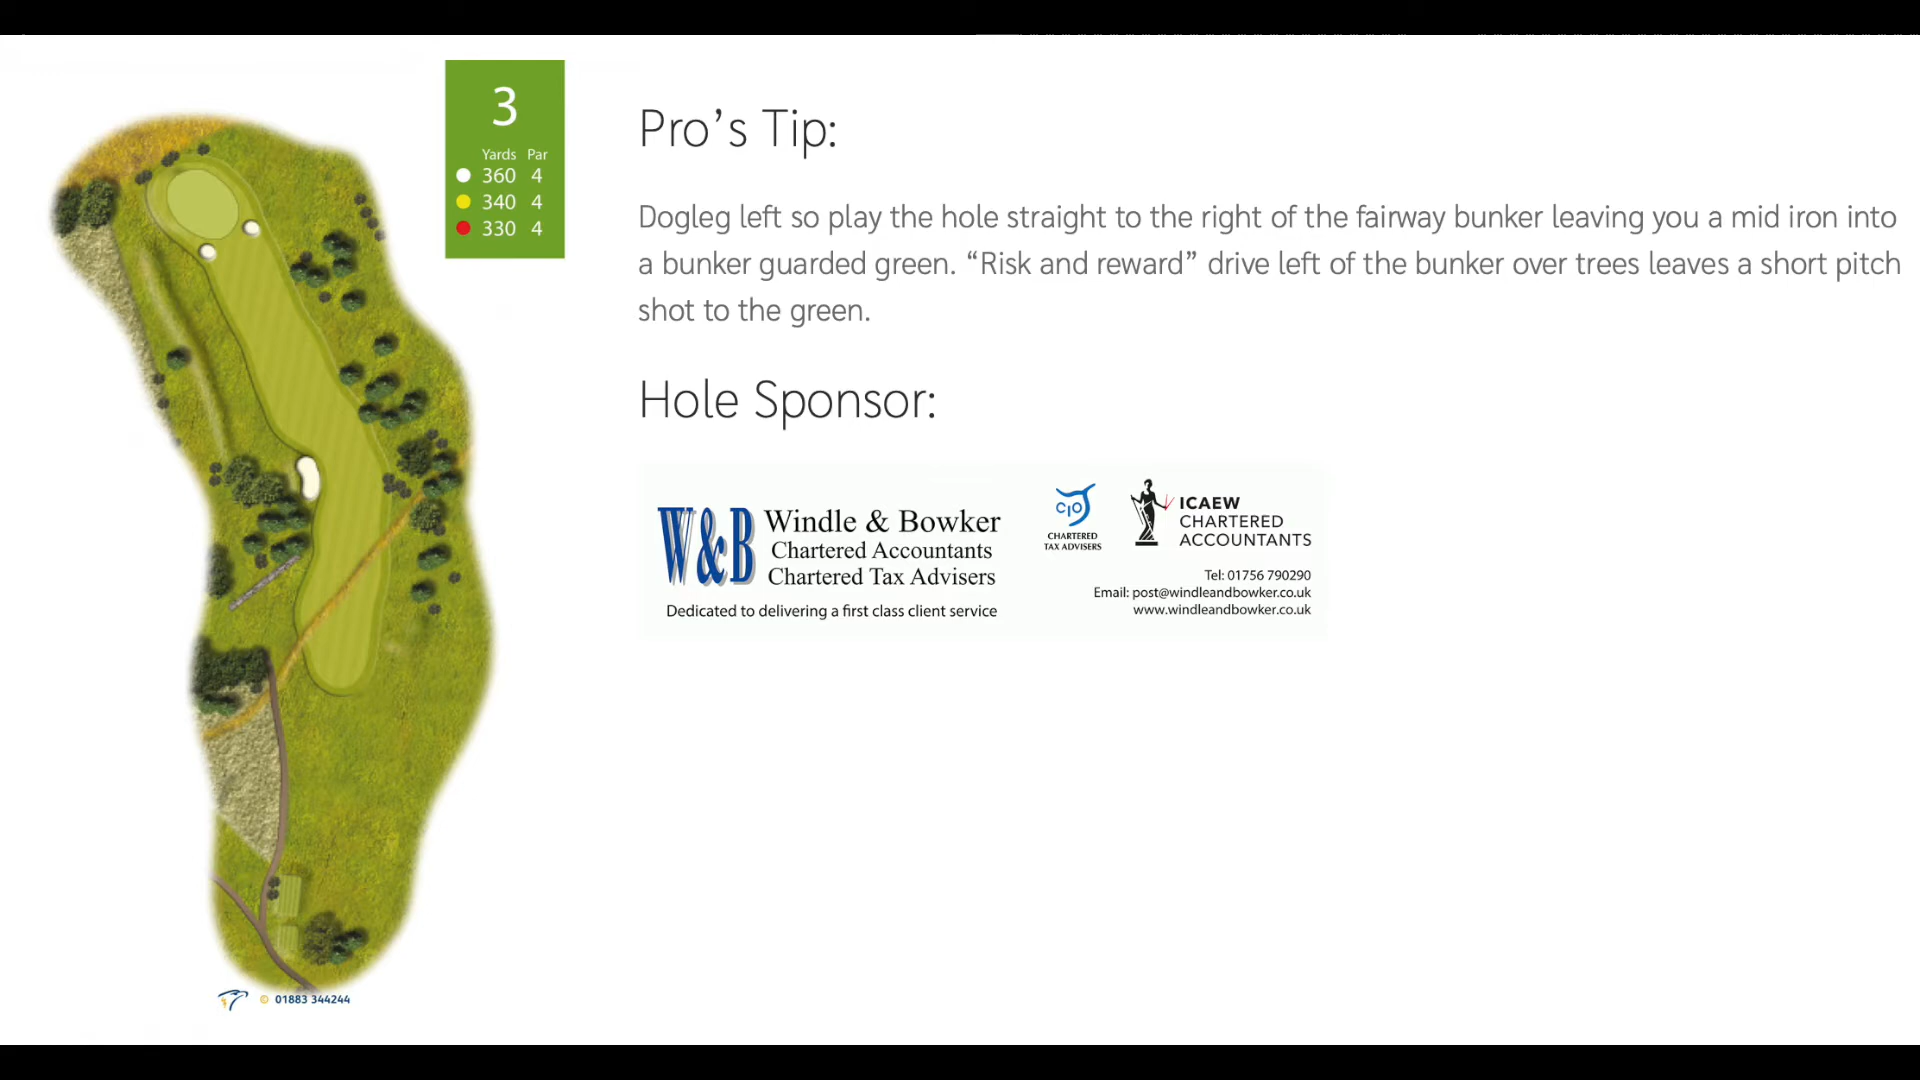 3
Yards Par
360 4
340 4
330 4
Pro’s Tip:
Dogleg left so play the hole straight to the right of the fairway bunker leaving you a mid iron into
a bunker guarded green. “Risk and reward” drive left of the bunker over trees leaves a short pitch
shot to the green.
Hole Sponsor:
W&B
Windle & Bowker
Chartered Accountants
Chartered Tax Advisers
Dedicated to delivering a first class client service
CIO
CHARTERED
TAX ADVISERS
ICAEW
CHARTERED
ACCOUNTANTS
Tel: 01756 790290
Email: post@windleandbowker.co.uk
www.windleandbowker.co.uk
© 01883 344244